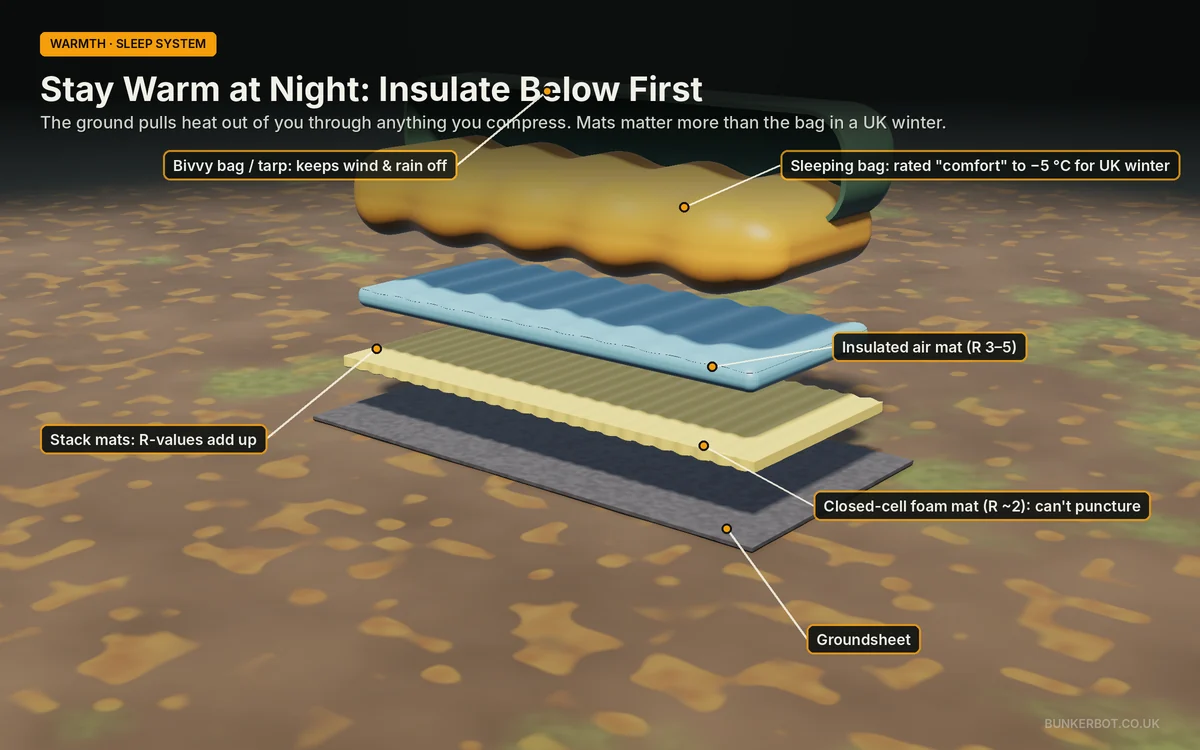 WARMTH · SLEEP SYSTEM
Stay Warm at Night: Insulate Below First
The ground pulls heat out of you through anything you compress. Mats matter more than the bag in a UK winter.
Bivvy bag / tarp: keeps wind & rain off
Sleeping bag: rated "comfort" to −5 °C for UK winter
Insulated air mat (R 3–5)
Stack mats: R-values add up
Closed-cell foam mat (R ~2): can't puncture
Groundsheet
BUNKERBOT.CO.UK